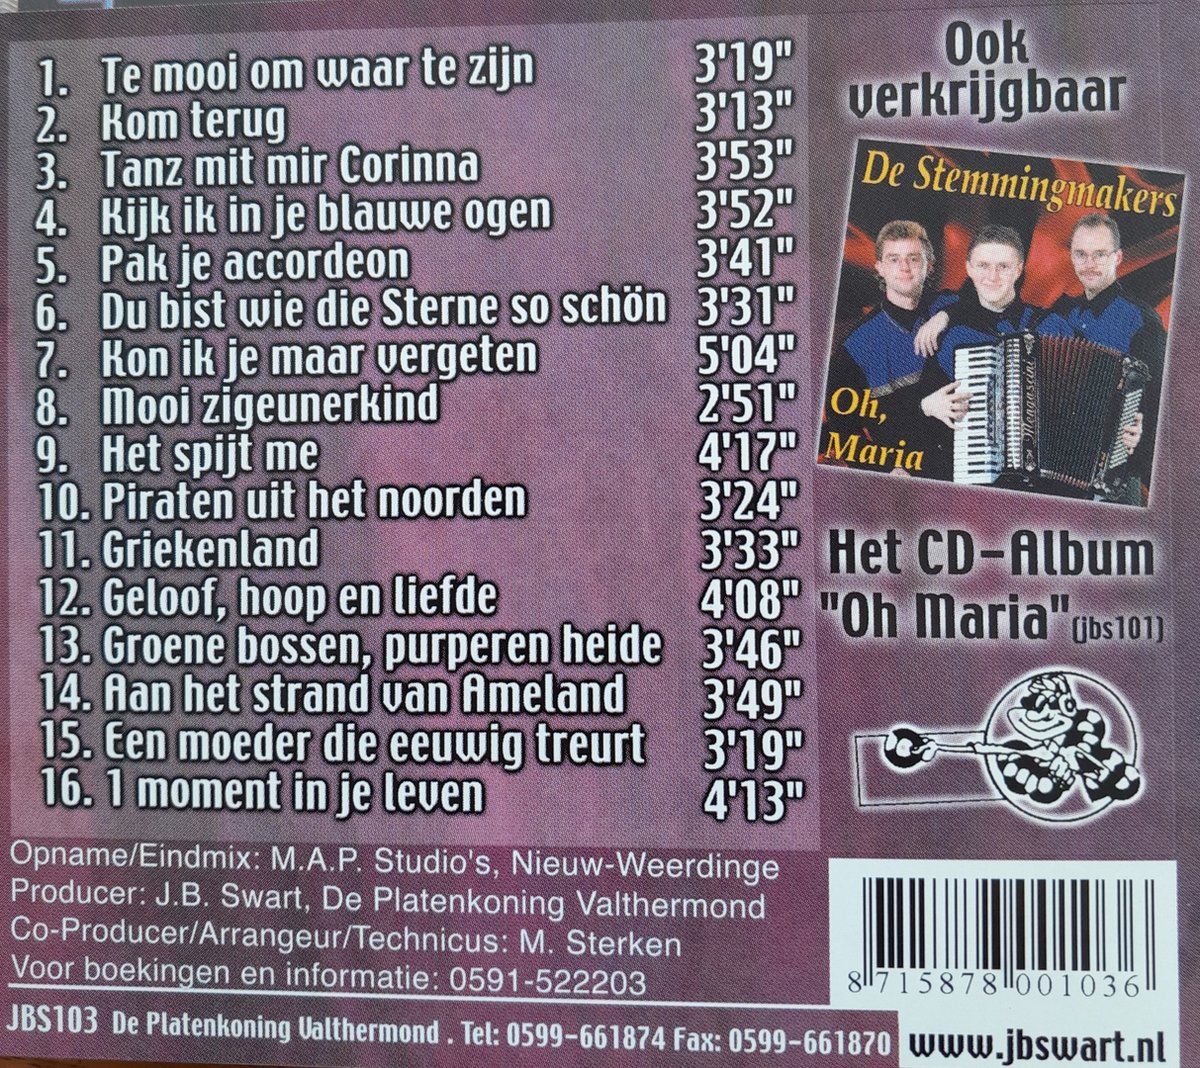 1. Te mooi om waar te zijn 3'19"
2. Kom terug 3'13"
3. Tanz mit mir Corinna 3'53"
4. Kijk ik in je blauwe ogen 3'52"
5. Pak je accordeon 3'41"
6. Du bist wie die Sterne so schön 3'31"
7. Kon ik je maar vergeten 5'04"
8. Mooi zigeunerkind 2'51"
9. Het spijt me 4'17"
10. Piraten uit het noorden 3'24"
11. Griekenland 3'33"
12. Geloof, hoop en liefde 4'08"
13. Groene bossen, purperen heide 3'46"
14. Aan het strand van Ameland 3'49"
15. Een moeder die eeuwig treurt 3'19"
16. 1 moment in je leven 4'13"
Opname/Eindmix: M.A.P. Studio's, Nieuw-Weerdinge
Producer: J.B. Swart, De Platenkoning Valthermond
Co-Producer/Arrangeur/Technicus: M. Sterken
Voor boekingen en informatie: 0591-522203
JBS103 De Platenkoning Valthermond . Tel: 0599-661874 Fax: 0599-661870
Ook
verkrijgbaar
De Stemmingmakers
Oh,
Maria
Mengascini
Het CD-Album
"Oh Maria" (jbs101)
8 715878 001036
www.jbswart.nl